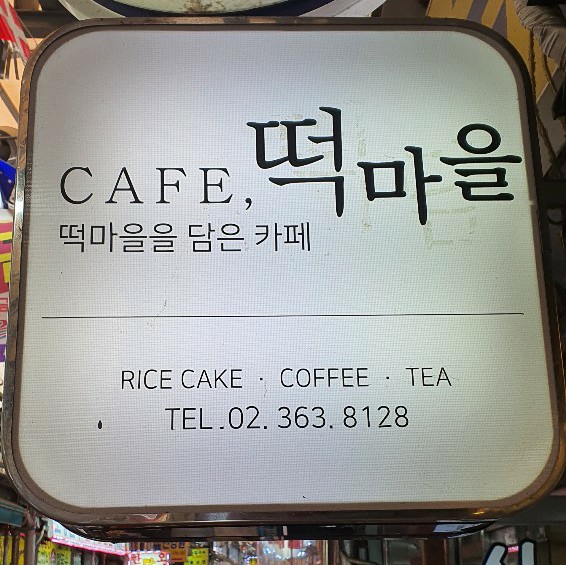 CAFE, 떡마을
떡마을을 담은 카페
RICE CAKE · COFFEE · TEA
TEL.02. 363. 8128